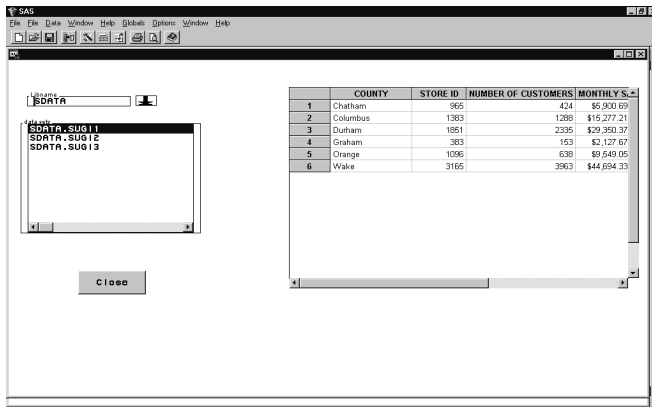 SAS
File File Data Window Help Globals Options Window Help
Libname
SDATA
data sets
SDATA.SUGI1
SDATA.SUGI2
SDATA.SUGI3
Close
COUNTY STORE ID NUMBER OF CUSTOMERS MONTHLY SA
1 Chatham 965 424 $5,900.69
2 Columbus 1383 1288 $15,277.21
3 Durham 1851 2335 $29,350.37
4 Graham 383 153 $2,127.67
5 Orange 1096 638 $9,549.05
6 Wake 3165 3963 $44,694.33